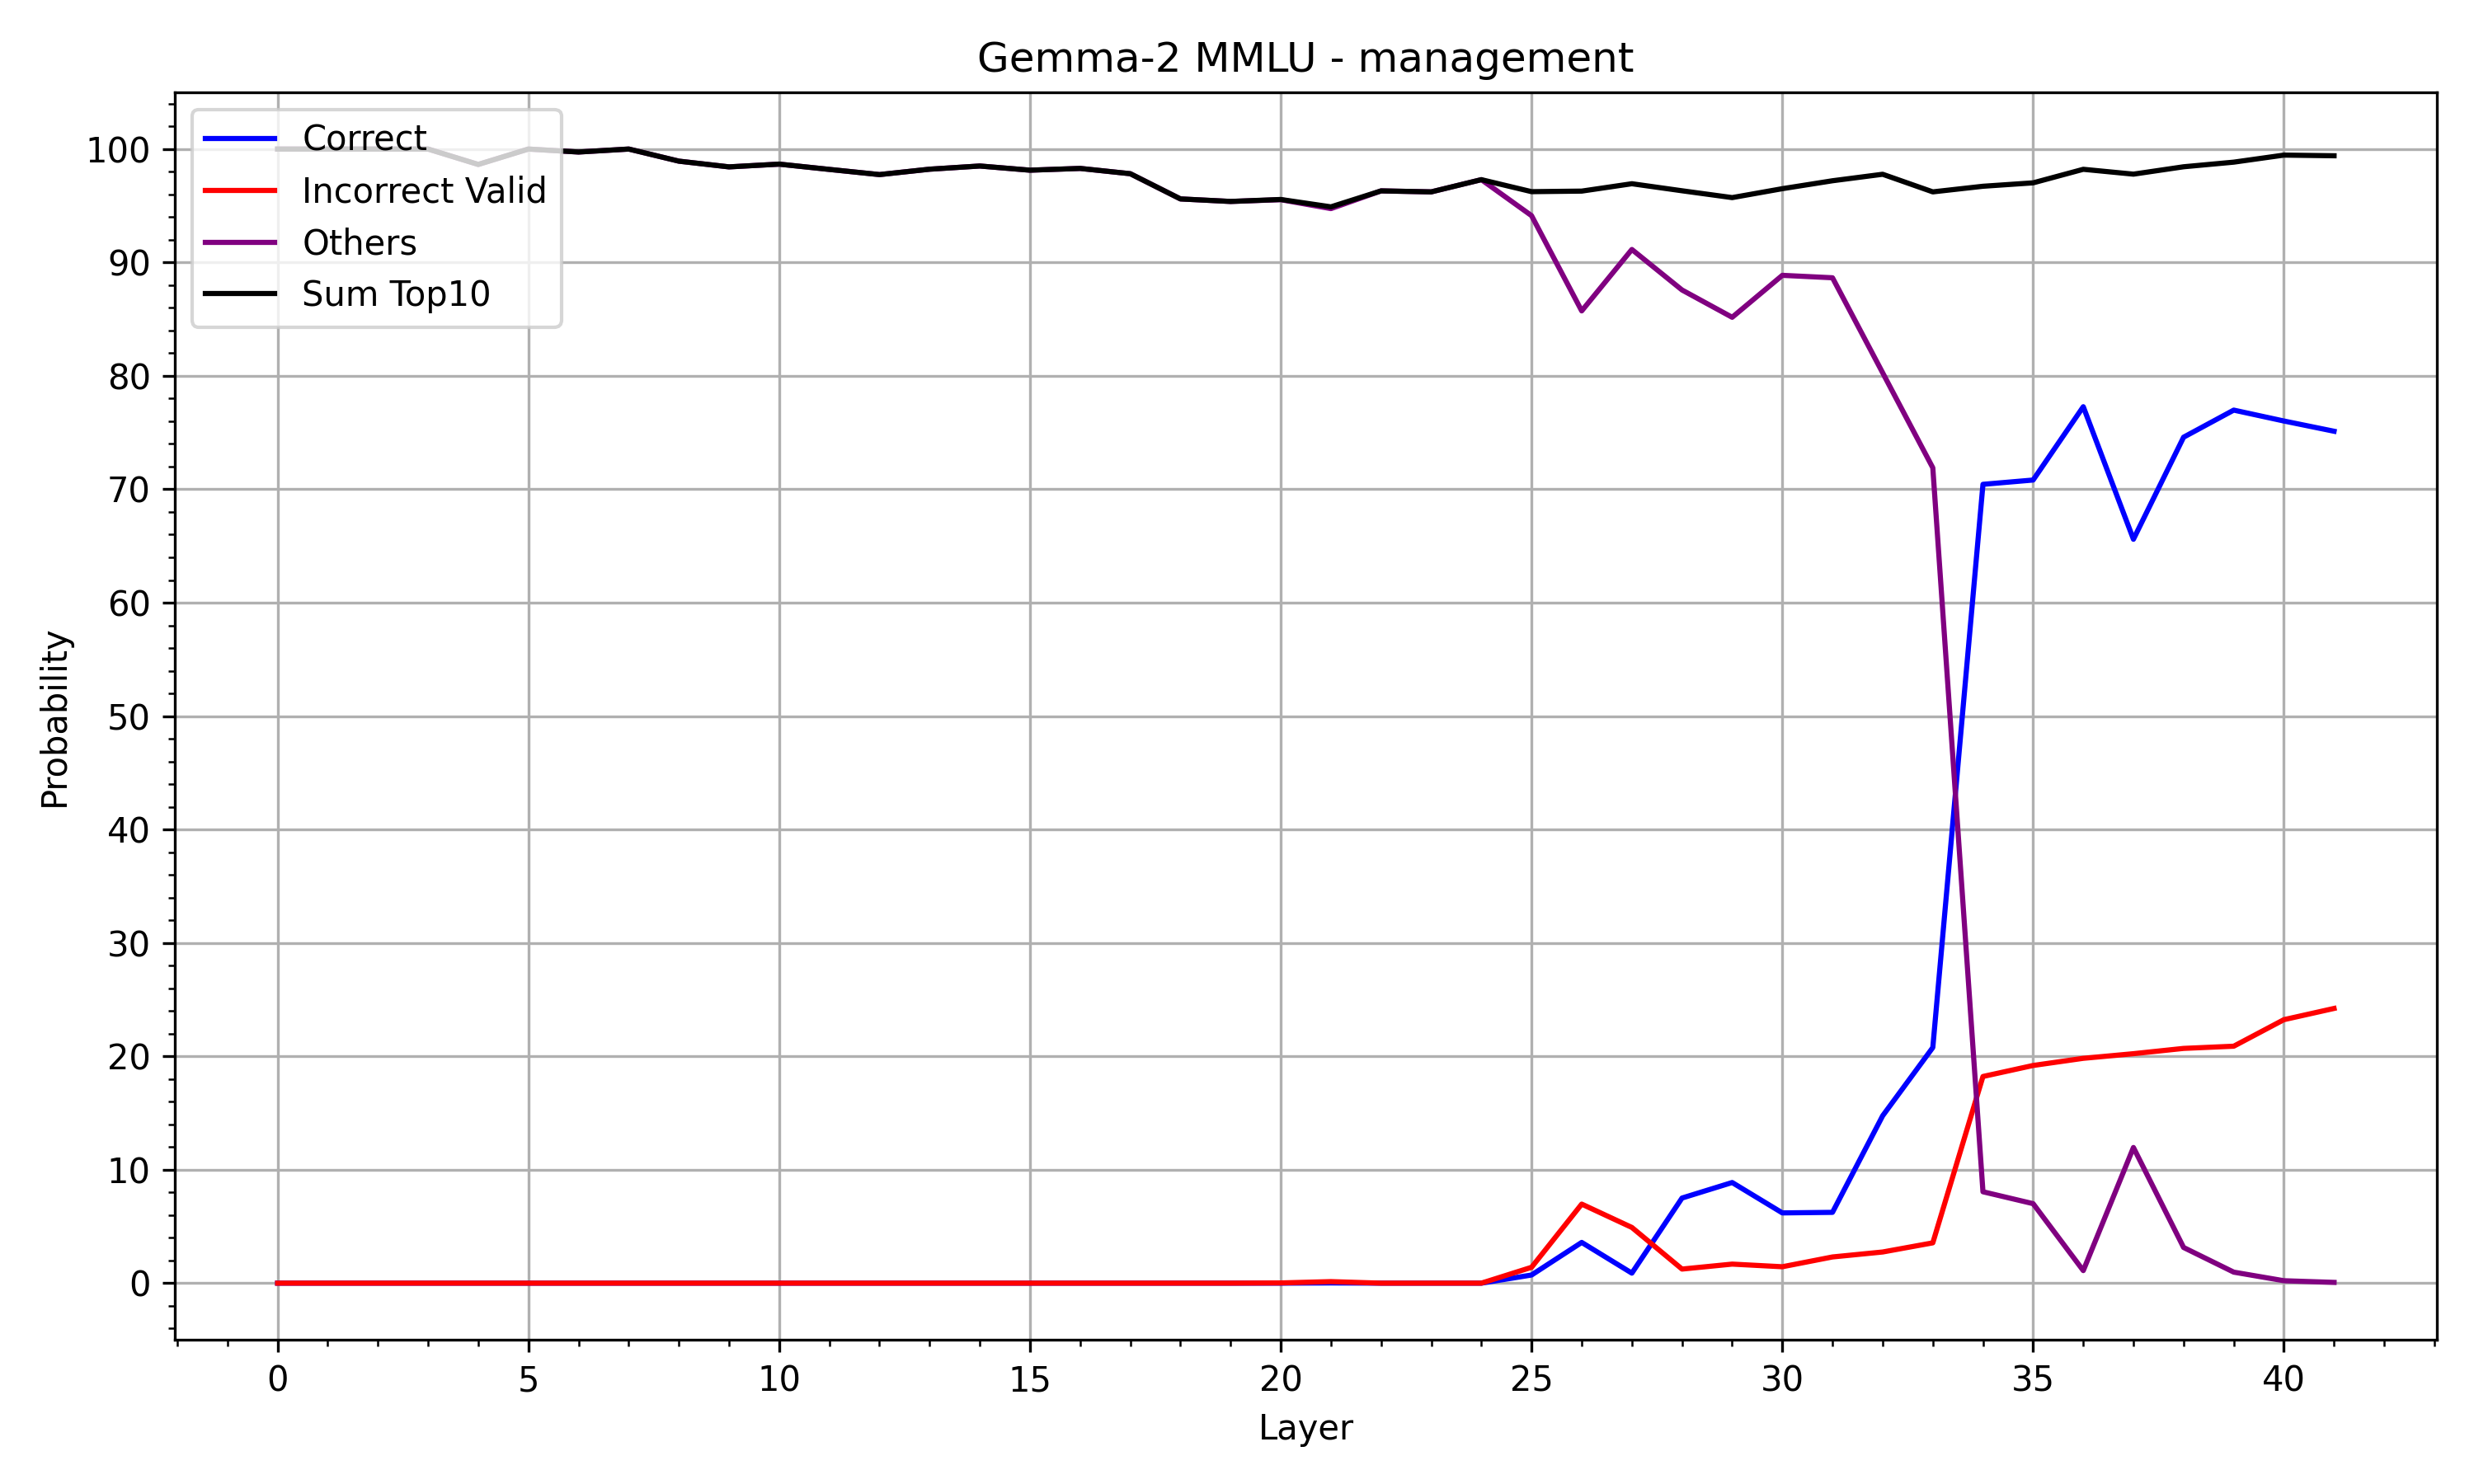 Gemma-2 MMLU - management
Correct
Incorrect Valid
Others
Sum Top10
100
90
80
70
60
50
40
30
20
10
0
Probability
0 5 10 15 20 25 30 35 40
Layer